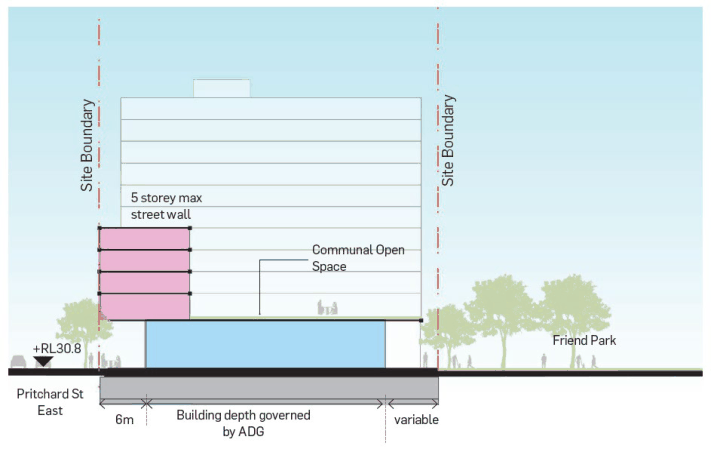 Site Boundary
Site Boundary
5 storey max
street wall
Communal Open
Space
Friend Park
+RL30.8
Pritchard St
East
6m
Building depth governed
by ADG
variable